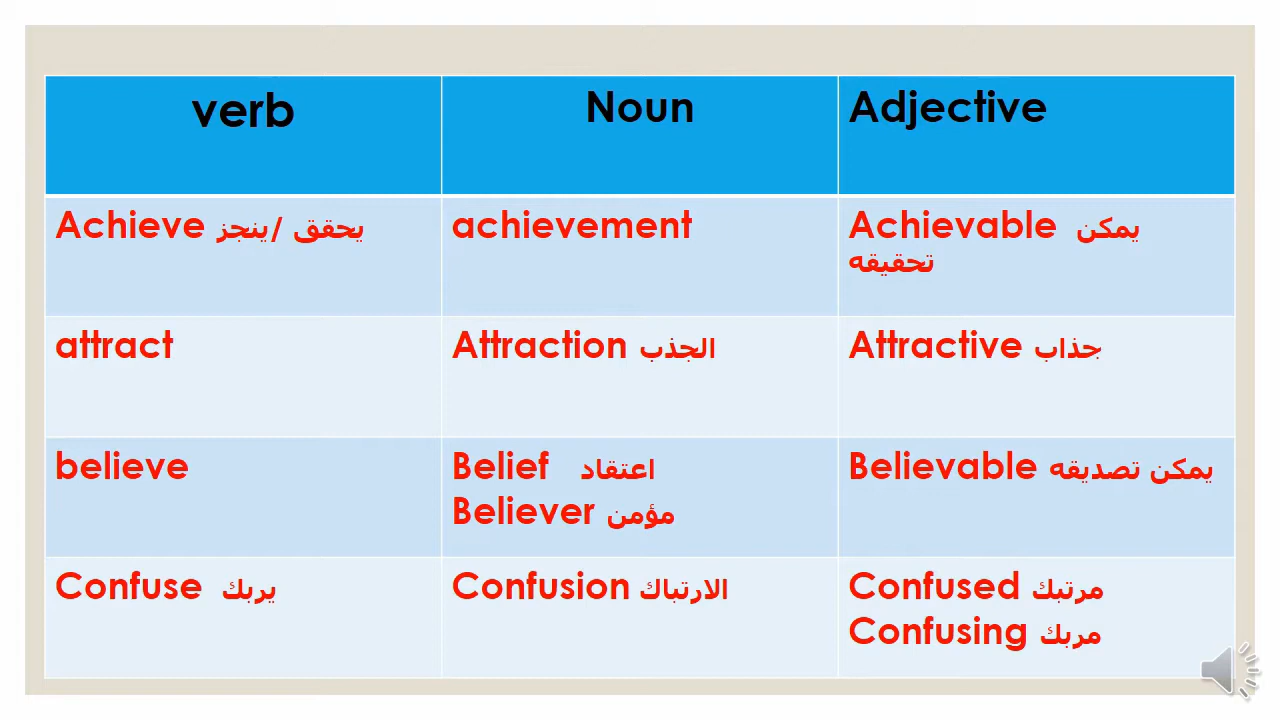 verb
Noun
Adjective
Achieve يحقق /ينجز
achievement
Achievable يمكن
تحقيقه
attract
Attraction الجذب
Attractive جذاب
believe
Belief اعتقاد
Believer مؤمن
Believable يمكن تصديقه
Confuse يربك
Confusion الارتباك
Confused مرتبك
Confusing مربك